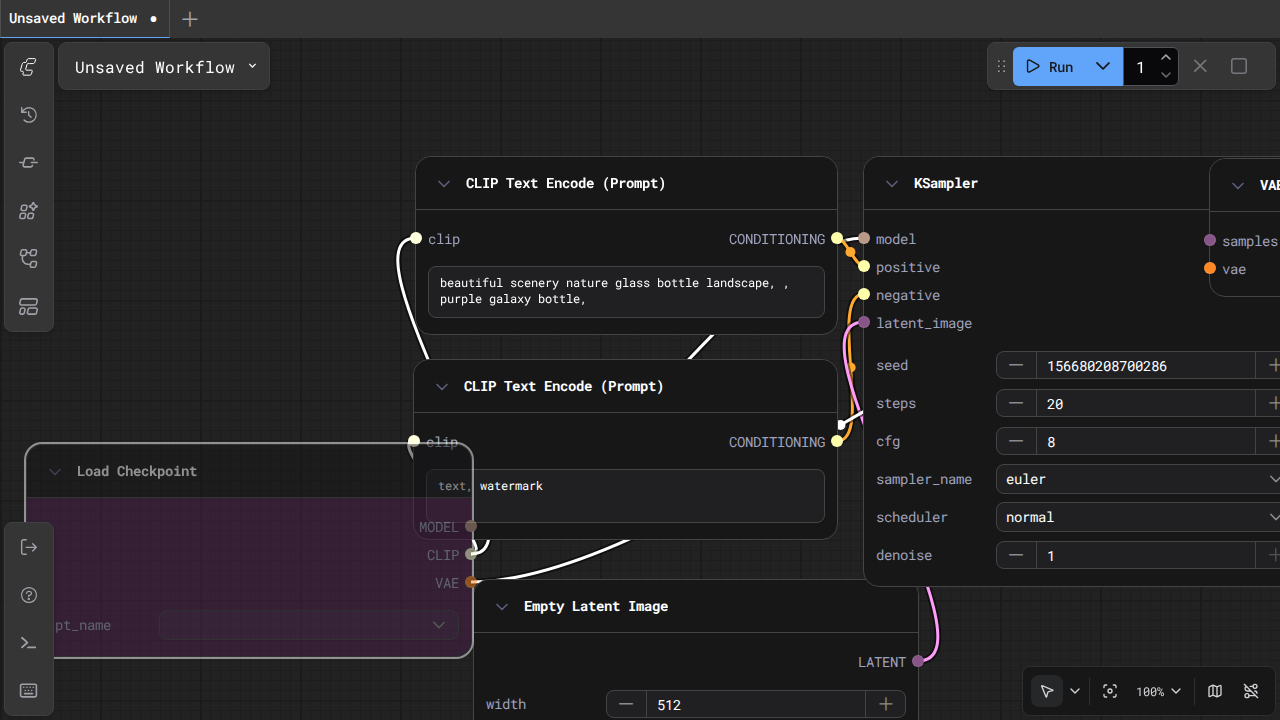 Unsaved Workflow
Unsaved Workflow
Run
1
CLIP Text Encode (Prompt)
clip
CONDITIONING
beautiful scenery nature glass bottle landscape, ,
purple galaxy bottle,
CLIP Text Encode (Prompt)
clip
CONDITIONING
text, watermark
Load Checkpoint
MODEL
CLIP
VAE
pt_name
Empty Latent Image
LATENT
width
512
KSampler
model
positive
negative
latent_image
seed
156680208700286
steps
20
cfg
8
sampler_name
euler
scheduler
normal
denoise
1
VAE
samples
vae
100%